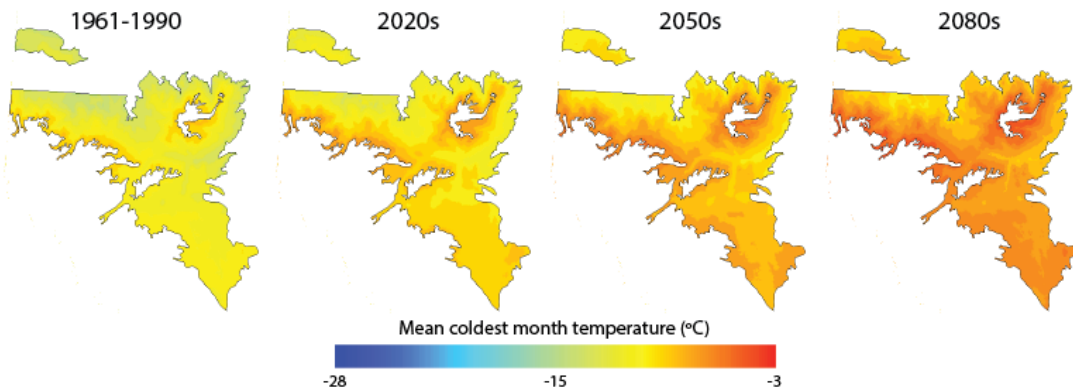 1961-1990
2020s
2050s
2080s
Mean coldest month temperature (ºC)
-28
-15
-3